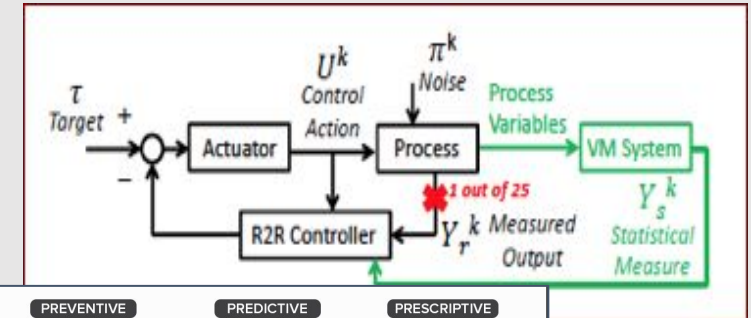 τ
Target
+
−
Actuator
U^k
Control
Action
π^k
Noise
Process
Process
Variables
VM System
1 out of 25
R2R Controller
Y_r^k Measured
Output
Y_s^k
Statistical
Measure
PREVENTIVE PREDICTIVE PRESCRIPTIVE